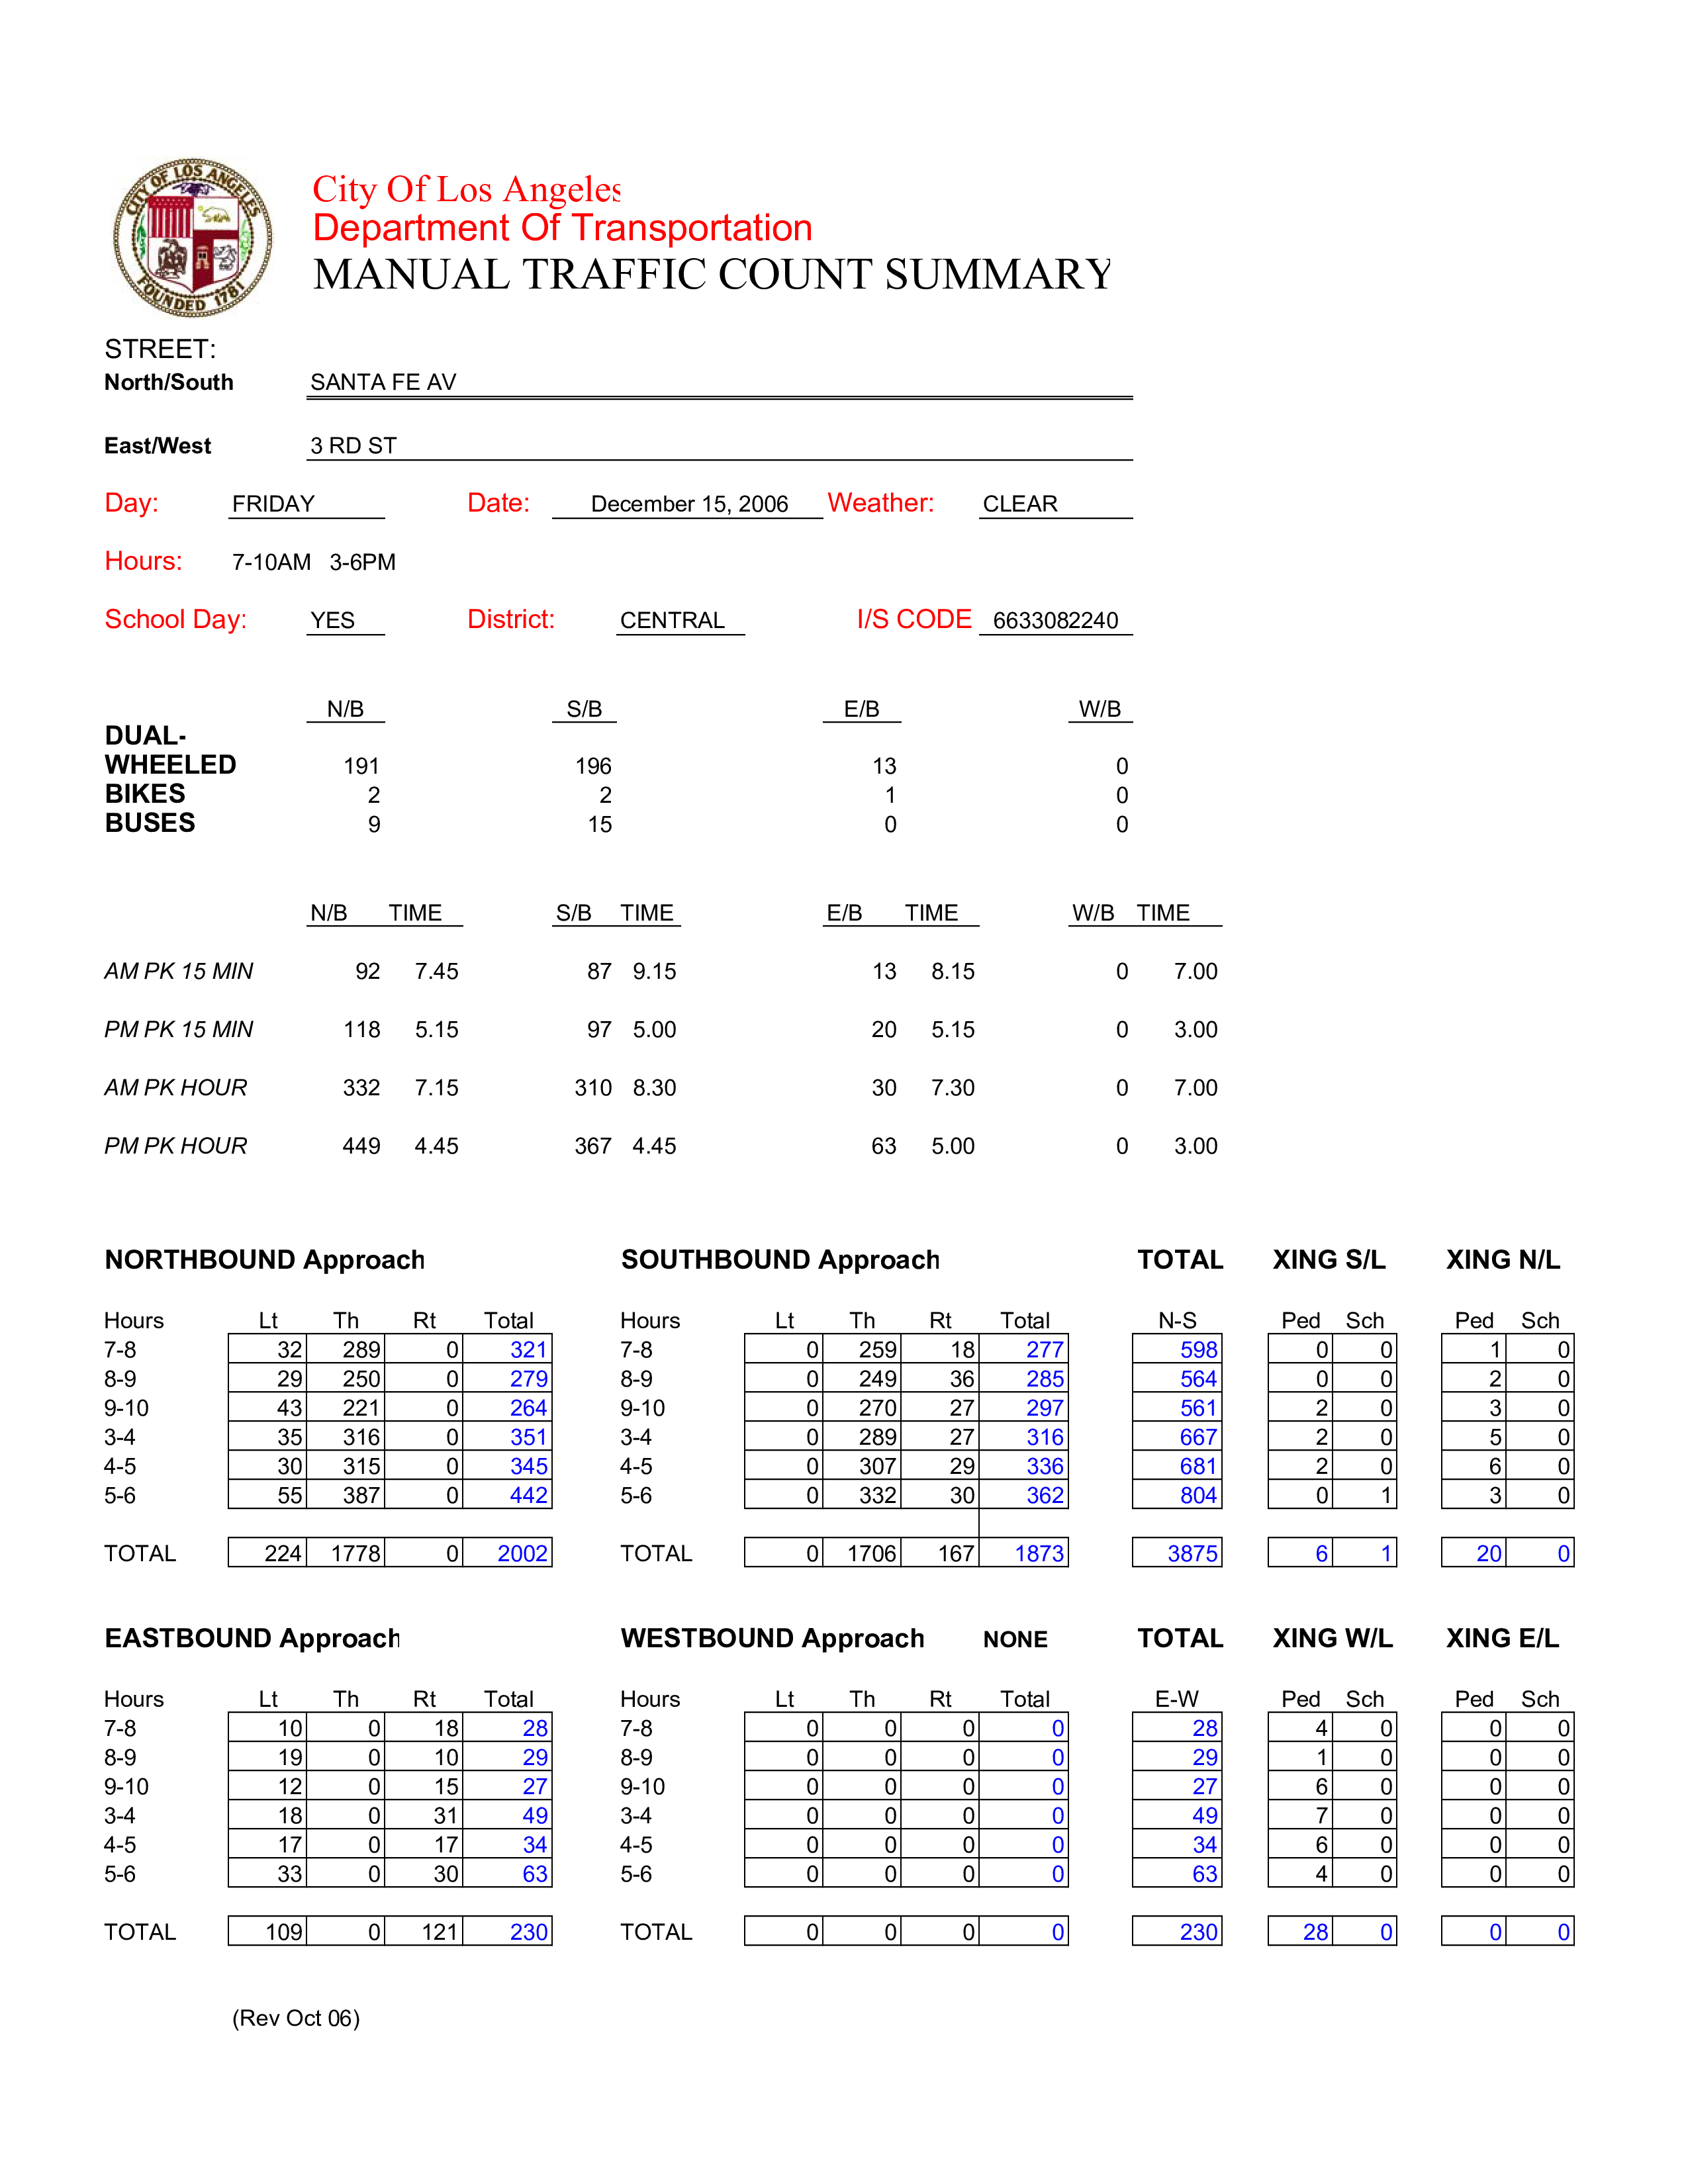 CITY OF LOS ANGELES
FOUNDED 1781
City Of Los Angeles
Department Of Transportation
MANUAL TRAFFIC COUNT SUMMARY
STREET:
North/South SANTA FE AV
East/West 3 RD ST
Day: FRIDAY Date: December 15, 2006 Weather: CLEAR
Hours: 7-10AM 3-6PM
School Day: YES District: CENTRAL I/S CODE 6633082240
N/B S/B E/B W/B
DUAL-
WHEELED 191 196 13 0
BIKES 2 2 1 0
BUSES 9 15 0 0
N/B TIME S/B TIME E/B TIME W/B TIME
AM PK 15 MIN 92 7.45 87 9.15 13 8.15 0 7.00
PM PK 15 MIN 118 5.15 97 5.00 20 5.15 0 3.00
AM PK HOUR 332 7.15 310 8.30 30 7.30 0 7.00
PM PK HOUR 449 4.45 367 4.45 63 5.00 0 3.00
NORTHBOUND Approach SOUTHBOUND Approach TOTAL XING S/L XING N/L
Hours Lt Th Rt Total Hours Lt Th Rt Total N-S Ped Sch Ped Sch
7-8 32 289 0 321 7-8 0 259 18 277 598 0 0 1 0
8-9 29 250 0 279 8-9 0 249 36 285 564 0 0 2 0
9-10 43 221 0 264 9-10 0 270 27 297 561 2 0 3 0
3-4 35 316 0 351 3-4 0 289 27 316 667 2 0 5 0
4-5 30 315 0 345 4-5 0 307 29 336 681 2 0 6 0
5-6 55 387 0 442 5-6 0 332 30 362 804 0 1 3 0
TOTAL 224 1778 0 2002 TOTAL 0 1706 167 1873 3875 6 1 20 0
EASTBOUND Approach WESTBOUND Approach NONE TOTAL XING W/L XING E/L
Hours Lt Th Rt Total Hours Lt Th Rt Total E-W Ped Sch Ped Sch
7-8 10 0 18 28 7-8 0 0 0 0 28 4 0 0 0
8-9 19 0 10 29 8-9 0 0 0 0 29 1 0 0 0
9-10 12 0 15 27 9-10 0 0 0 0 27 6 0 0 0
3-4 18 0 31 49 3-4 0 0 0 0 49 7 0 0 0
4-5 17 0 17 34 4-5 0 0 0 0 34 6 0 0 0
5-6 33 0 30 63 5-6 0 0 0 0 63 4 0 0 0
TOTAL 109 0 121 230 TOTAL 0 0 0 0 230 28 0 0 0
(Rev Oct 06)